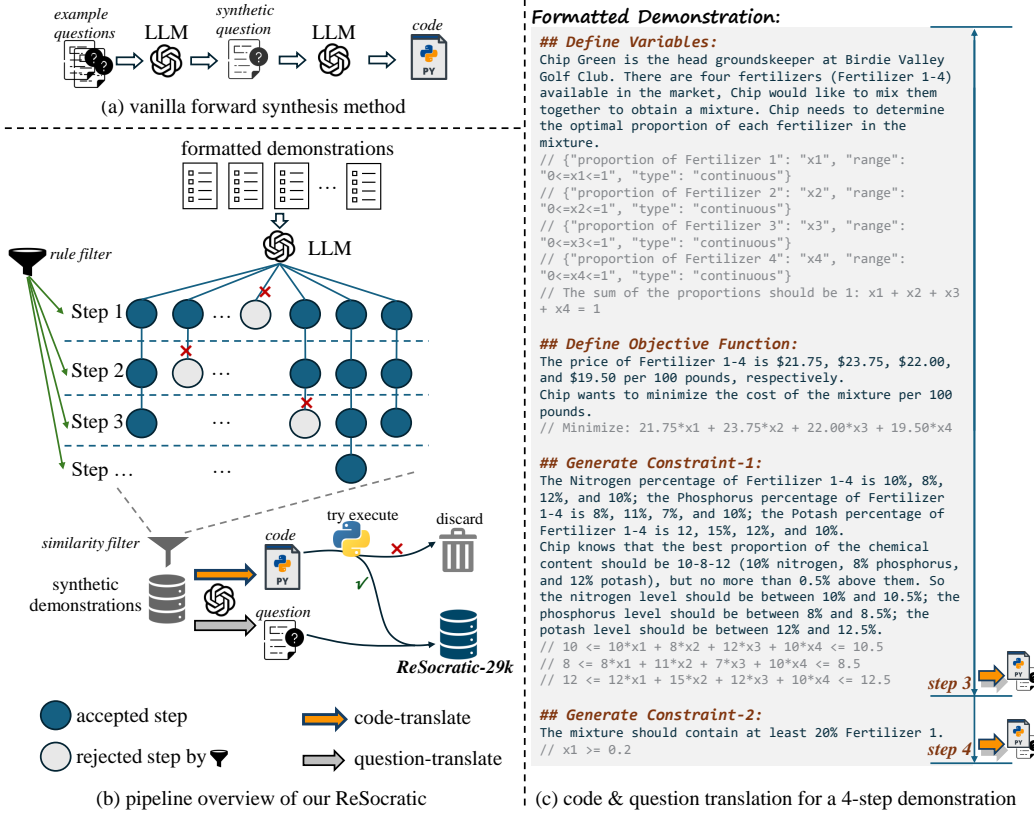 example
questions
LLM
synthetic
question
LLM
code
?
?
?
PY
(a) vanilla forward synthesis method
formatted demonstrations
...
LLM
rule filter
Step 1
...
Step 2
...
Step 3
...
Step ...
...
similarity filter
synthetic
demonstrations
code
PY
try execute
discard
question
?
ReSocratic-29k
accepted step
code-translate
rejected step by
question-translate
(b) pipeline overview of our ReSocratic
Formatted Demonstration:
## Define Variables:
Chip Green is the head groundskeeper at Birdie Valley
Golf Club. There are four fertilizers (Fertilizer 1-4)
available in the market, Chip would like to mix them
together to obtain a mixture. Chip needs to determine
the optimal proportion of each fertilizer in the
mixture.
// {"proportion of Fertilizer 1": "x1", "range":
"0<=x1<=1", "type": "continuous"}
// {"proportion of Fertilizer 2": "x2", "range":
"0<=x2<=1", "type": "continuous"}
// {"proportion of Fertilizer 3": "x3", "range":
"0<=x3<=1", "type": "continuous"}
// {"proportion of Fertilizer 4": "x4", "range":
"0<=x4<=1", "type": "continuous"}
// The sum of the proportions should be 1: x1 + x2 + x3
+ x4 = 1
## Define Objective Function:
The price of Fertilizer 1-4 is $21.75, $23.75, $22.00,
and $19.50 per 100 pounds, respectively.
Chip wants to minimize the cost of the mixture per 100
pounds.
// Minimize: 21.75*x1 + 23.75*x2 + 22.00*x3 + 19.50*x4
## Generate Constraint-1:
The Nitrogen percentage of Fertilizer 1-4 is 10%, 8%,
12%, and 10%; the Phosphorus percentage of Fertilizer
1-4 is 8%, 11%, 7%, and 10%; the Potash percentage of
Fertilizer 1-4 is 12, 15%, 12%, and 10%.
Chip knows that the best proportion of the chemical
content should be 10-8-12 (10% nitrogen, 8% phosphorus,
and 12% potash), but no more than 0.5% above them. So
the nitrogen level should be between 10% and 10.5%; the
phosphorus level should be between 8% and 8.5%; the
potash level should be between 12% and 12.5%.
// 10 <= 10*x1 + 8*x2 + 12*x3 + 10*x4 <= 10.5
// 8 <= 8*x1 + 11*x2 + 7*x3 + 10*x4 <= 8.5
// 12 <= 12*x1 + 15*x2 + 12*x3 + 10*x4 <= 12.5
step 3
PY
?
## Generate Constraint-2:
The mixture should contain at least 20% Fertilizer 1.
// x1 >= 0.2
step 4
PY
?
(c) code & question translation for a 4-step demonstration